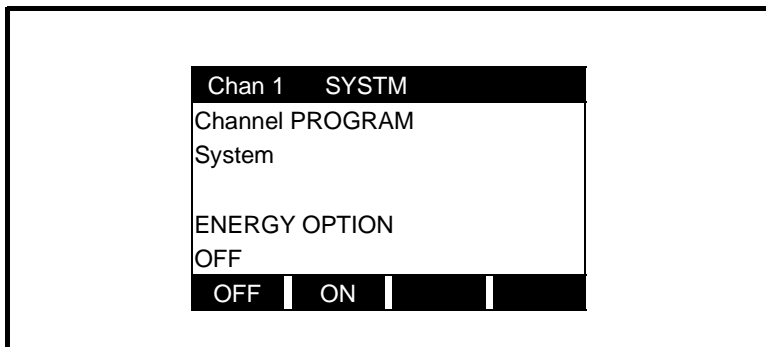 Chan 1 SYSTM
Channel PROGRAM
System
ENERGY OPTION
OFF
OFF ON